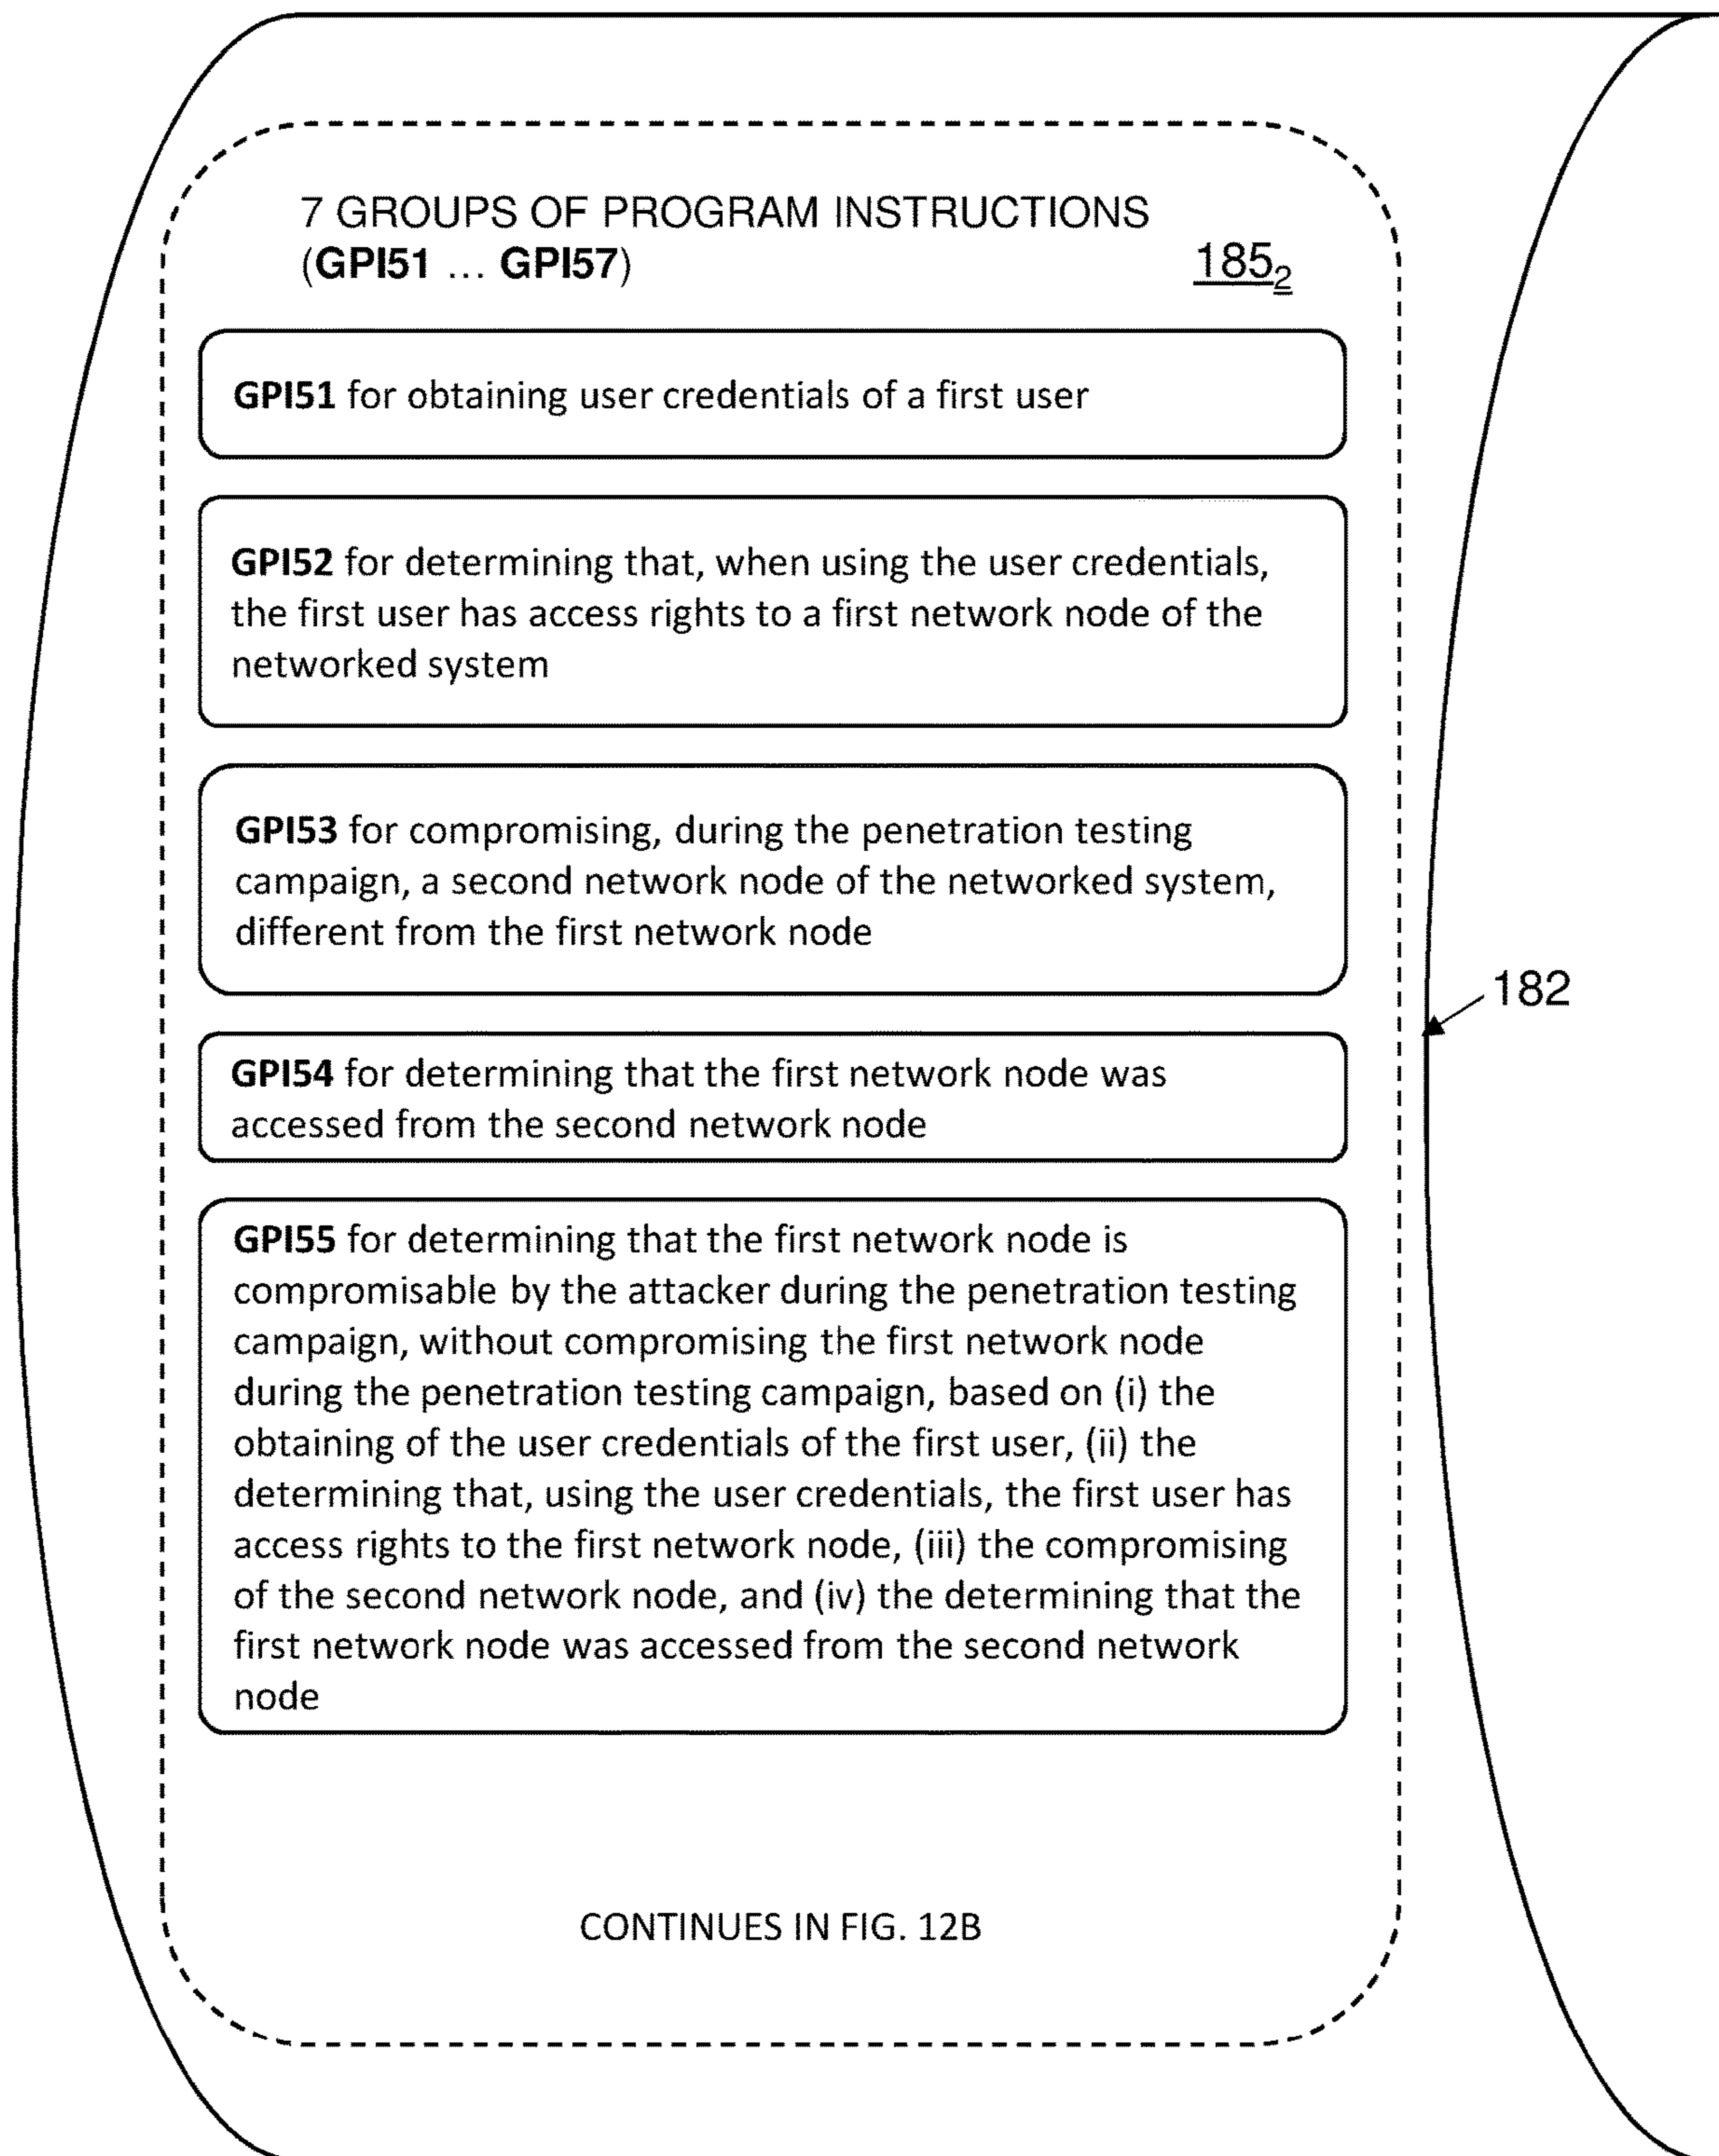 7 GROUPS OF PROGRAM INSTRUCTIONS
(GPI51 ... GPI57)
185₂
GPI51 for obtaining user credentials of a first user
GPI52 for determining that, when using the user credentials,
the first user has access rights to a first network node of the
networked system
GPI53 for compromising, during the penetration testing
campaign, a second network node of the networked system,
different from the first network node
182
GPI54 for determining that the first network node was
accessed from the second network node
GPI55 for determining that the first network node is
compromisable by the attacker during the penetration testing
campaign, without compromising the first network node
during the penetration testing campaign, based on (i) the
obtaining of the user credentials of the first user, (ii) the
determining that, using the user credentials, the first user has
access rights to the first network node, (iii) the compromising
of the second network node, and (iv) the determining that the
first network node was accessed from the second network
node
CONTINUES IN FIG. 12B